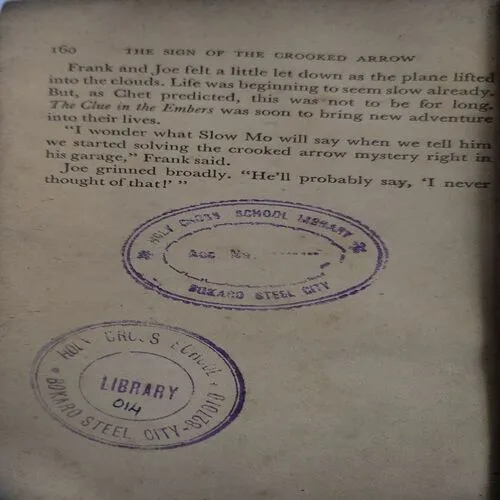 160 THE SIGN OF THE CROOKED ARROW
Frank and Joe felt a little let down as the plane lifted
into the clouds. Life was beginning to seem slow already.
But, as Chet predicted, this was not to be for long.
The Clue in the Embers was soon to bring new adventure
into their lives.
"I wonder what Slow Mo will say when we tell him
we started solving the crooked arrow mystery right in
his garage," Frank said.
Joe grinned broadly. "He'll probably say, 'I never
thought of that!' "
HOLY CROSS SCHOOL LIBRARY
Acc. No. ..........
BOKARO STEEL CITY
HOLY CROSS SCHOOL
LIBRARY
014
BOKARO STEEL CITY-827010